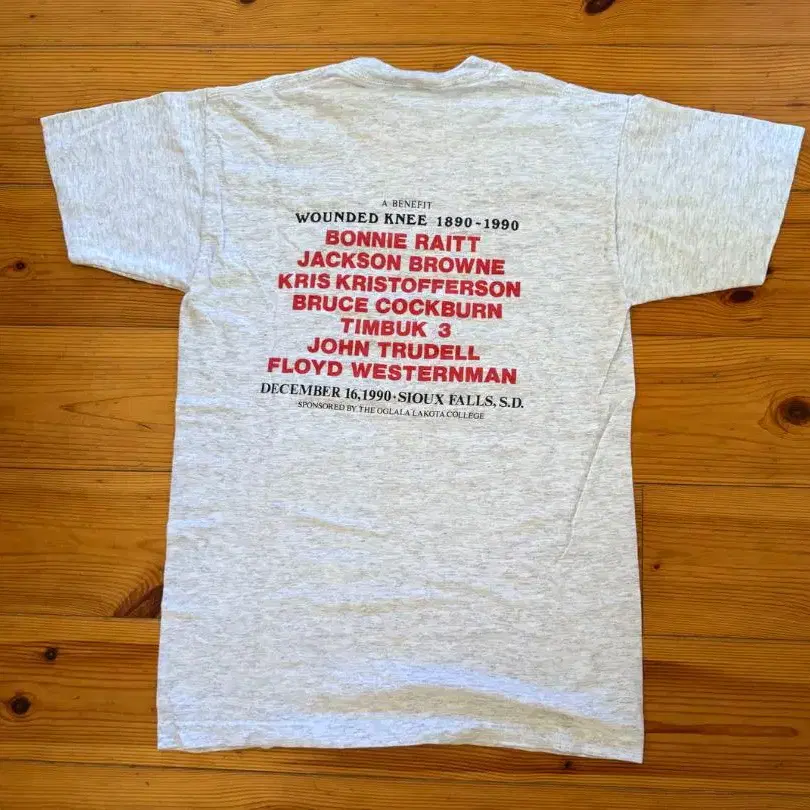 A BENEFIT
WOUNDED KNEE 1890-1990
BONNIE RAITT
JACKSON BROWNE
KRIS KRISTOFFERSON
BRUCE COCKBURN
TIMBUK 3
JOHN TRUDELL
FLOYD WESTERNMAN
DECEMBER 16,1990·SIOUX FALLS, S.D.
SPONSORED BY THE OGLALA LAKOTA COLLEGE